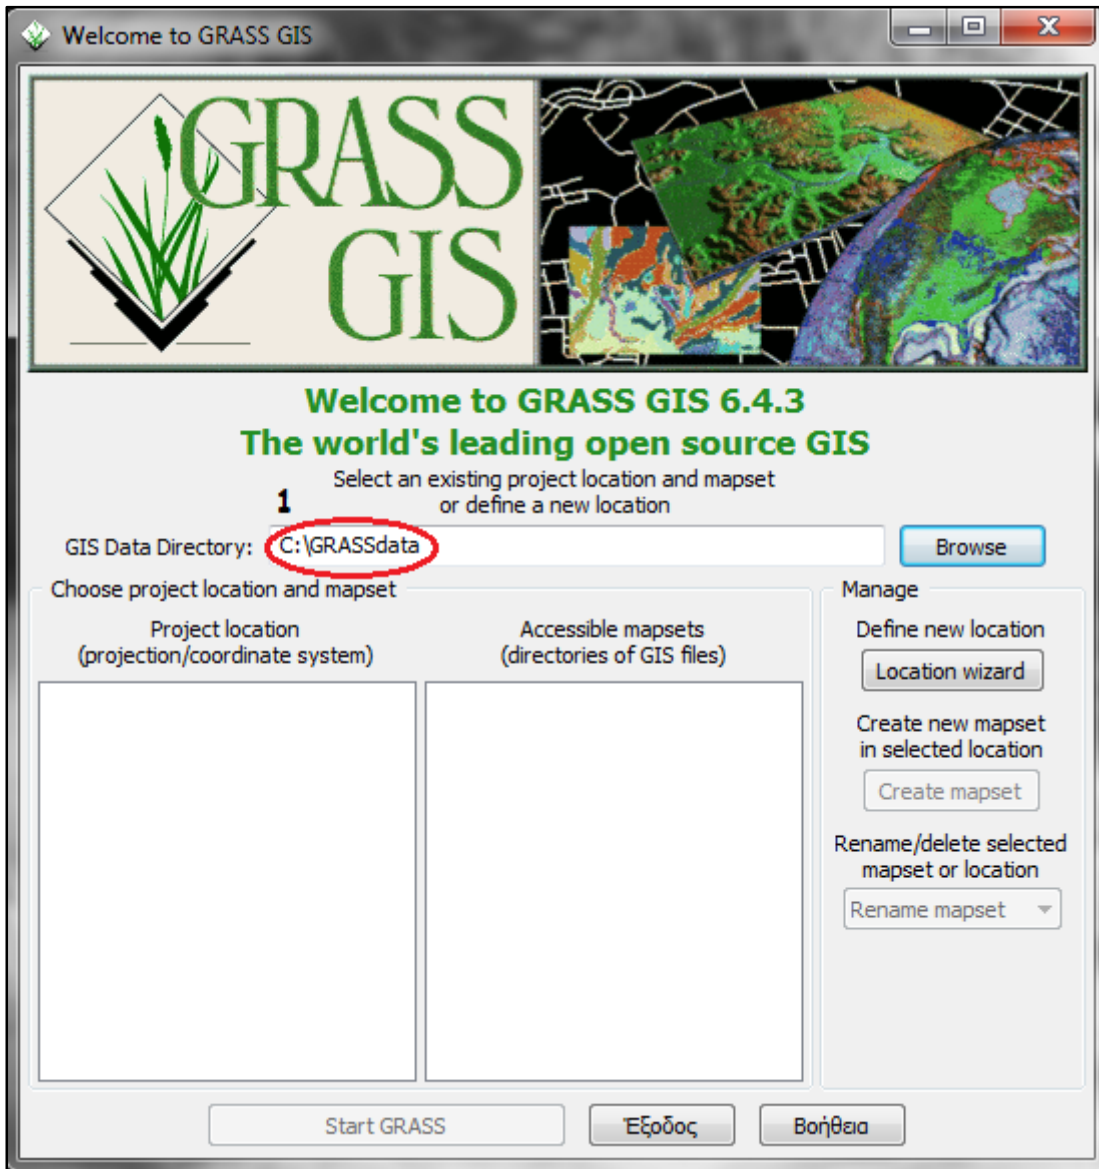 Welcome to GRASS GIS
GRASS
GIS
Welcome to GRASS GIS 6.4.3
The world's leading open source GIS
Select an existing project location and mapset
or define a new location
1
GIS Data Directory: C:\GRASSdata Browse
Choose project location and mapset
Project location
(projection/coordinate system)
Accessible mapsets
(directories of GIS files)
Manage
Define new location
Location wizard
Create new mapset
in selected location
Create mapset
Rename/delete selected
mapset or location
Rename mapset
Start GRASS Έξοδος Βοήθεια